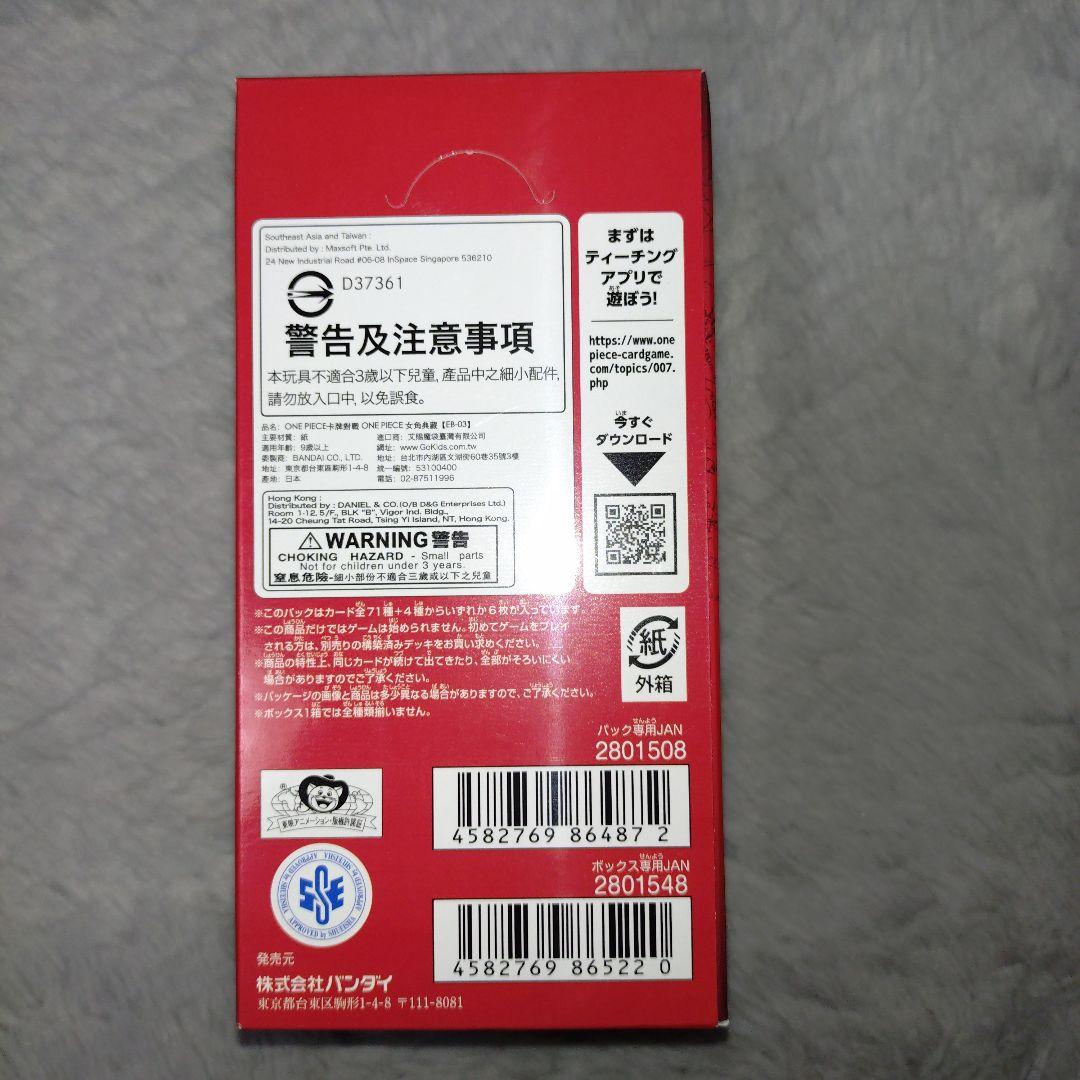 Southeast Asia and Taiwan :
Distributed by : Maxsoft Pte. Ltd.
24 New Industrial Road #06-08 InSpace Singapore 536210
D37361
警告及注意事項
本玩具不適合3歲以下兒童, 產品中之細小配件,
請勿放入口中, 以免誤食。
品名: ONE PIECE卡牌對戰 ONE PIECE 女角典藏【EB-03】
主要材質: 紙 進口商: 艾賜魔袋臺灣有限公司
適用年齡: 9歲以上 網址: www.GoKids.com.tw
委製商: BANDAI CO., LTD. 地址: 台北市內湖區文湖街60巷35號3樓
地址: 東京都台東區駒形1-4-8 統一編號: 53100400
產地: 日本 電話: 02-87511996
Hong Kong :
Distributed by : DANIEL & CO.(O/B D&G Enterprises Ltd.)
Room 1-12, 5/F., BLK "B", Vigor Ind. Bldg.,
14-20 Cheung Tat Road, Tsing Yi Island, NT, Hong Kong.
WARNING 警告
CHOKING HAZARD - Small parts
Not for children under 3 years.
窒息危險-細小部份不適合三歲或以下之兒童
まずは
ティーチング
アプリで
遊ぼう!
https://www.one
piece-cardgame.
com/topics/007.
php
今すぐ
ダウンロード
※このパックはカード全71種+4種からいずれか6枚が入っています。
※この商品だけではゲームは始められません。初めてゲームをプレイ
される方は、別売りの構築済みデッキをお買い求めください。
※商品の特性上、同じカードが続けて出てきたり、全部がそろいにくい
場合がありますのでご了承ください。
※パッケージの画像と商品は多少異なる場合がありますので、ご了承ください。
※ボックス1箱では全種類揃いません。
紙
外箱
パック専用JAN
2801508
4582769 86487 2
ボックス専用JAN
2801548
4582769 86522 0
東映アニメーション・版権許諾証
APPROVED by SHUEISHA
発売元
株式会社バンダイ
東京都台東区駒形1-4-8 〒111-8081